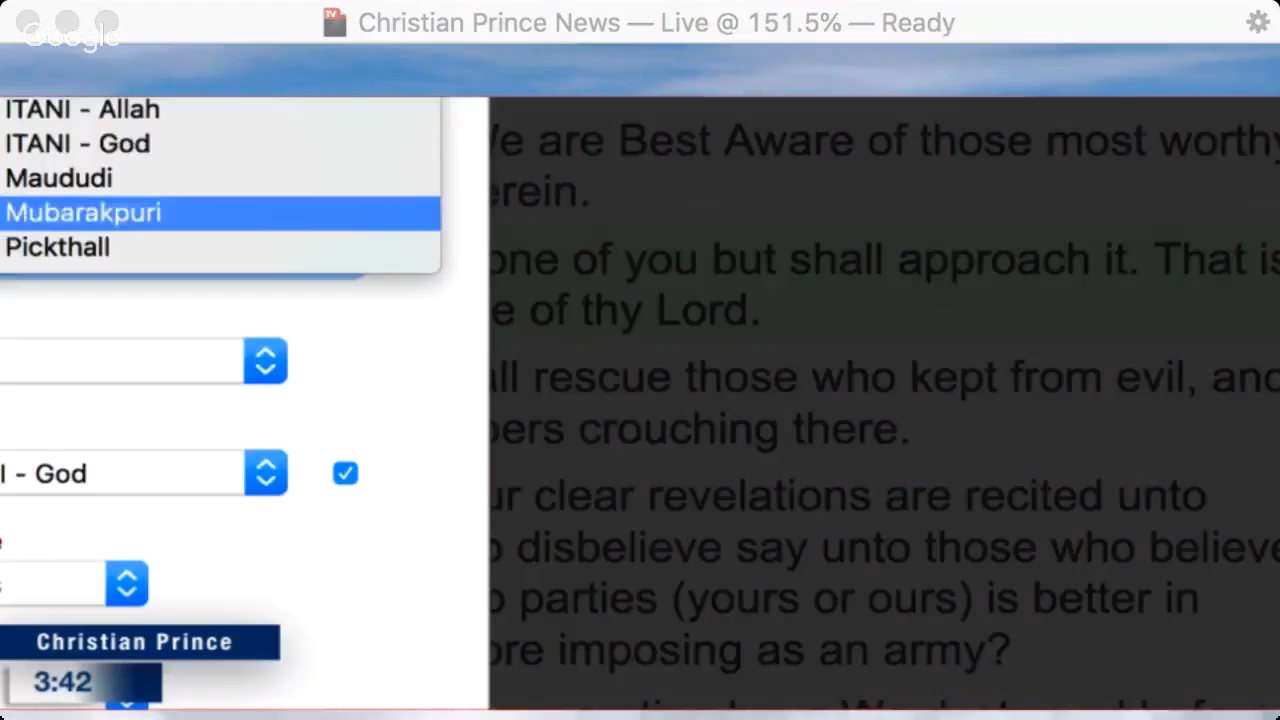 Christian Prince News — Live @ 151.5% — Ready
Google
ITANI - Allah
ITANI - God
Maududi
Mubarakpuri
Pickthall
- God
Christian Prince
3:42
e are Best Aware of those most worthy
erein.
one of you but shall approach it. That is
e of thy Lord.
all rescue those who kept from evil, and
ers crouching there.
ur clear revelations are recited unto
o disbelieve say unto those who believe
o parties (yours or ours) is better in
ore imposing as an army?